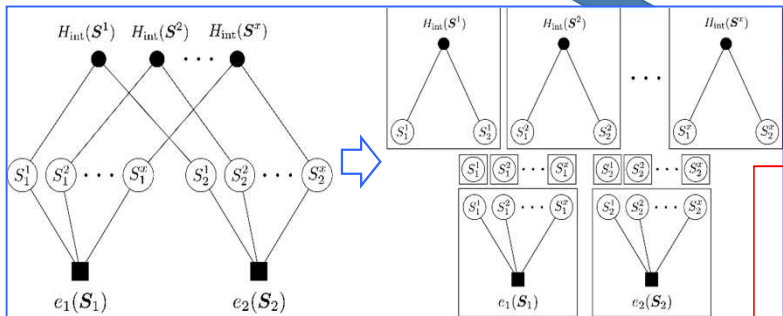 H_int(S^1) H_int(S^2) · · · H_int(S^x)
S_1^1 S_1^2 · · · S_1^x S_2^1 S_2^2 · · · S_2^x
e_1(S_1) e_2(S_2)
H_int(S^1) H_int(S^2) · · · H_int(S^x)
S_1^1 S_2^1 S_1^2 S_2^2 S_1^x S_2^x
S_1^1 S_1^2 · · · S_1^x S_2^1 S_2^2 · · · S_2^x
S_1^1 S_1^2 · · · S_1^x S_2^1 S_2^2 · · · S_2^x
e_1(S_1) e_2(S_2)